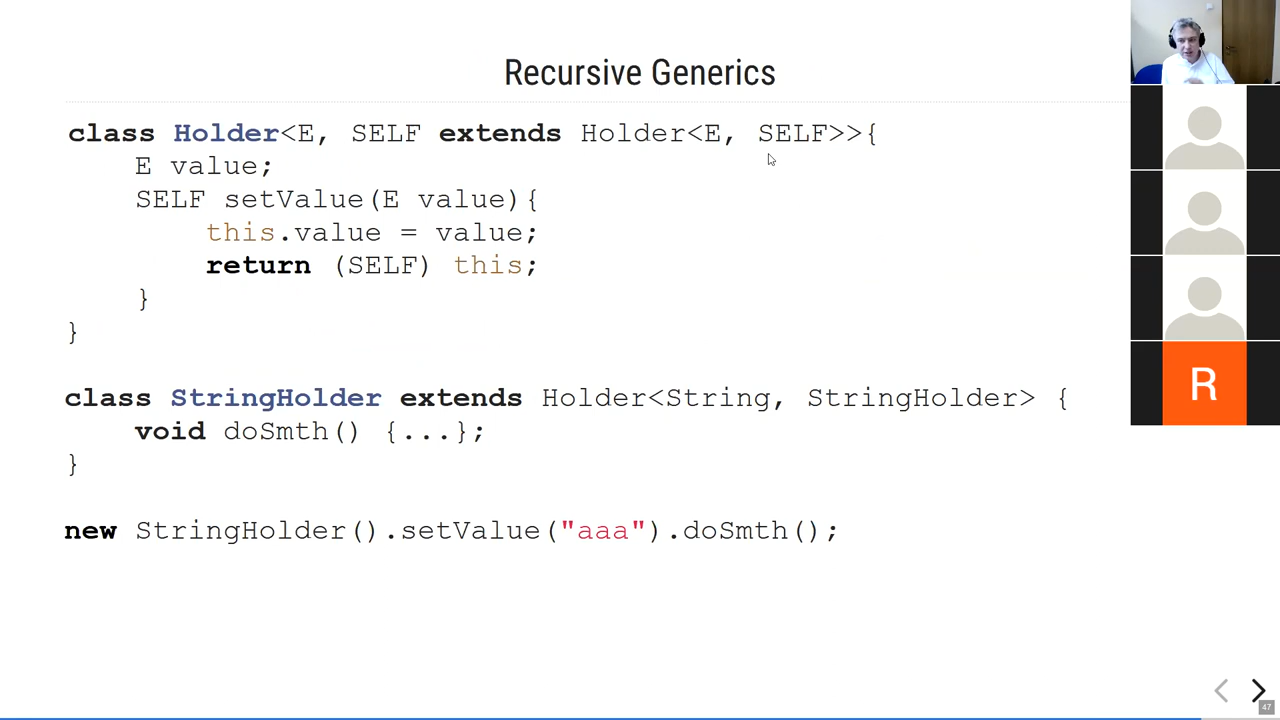 Recursive Generics
class Holder<E, SELF extends Holder<E, SELF>>{
    E value;
    SELF setValue(E value){
        this.value = value;
        return (SELF) this;
    }
}
class StringHolder extends Holder<String, StringHolder> {
    void doSmth() {...};
}
new StringHolder().setValue("aaa").doSmth();
R
47